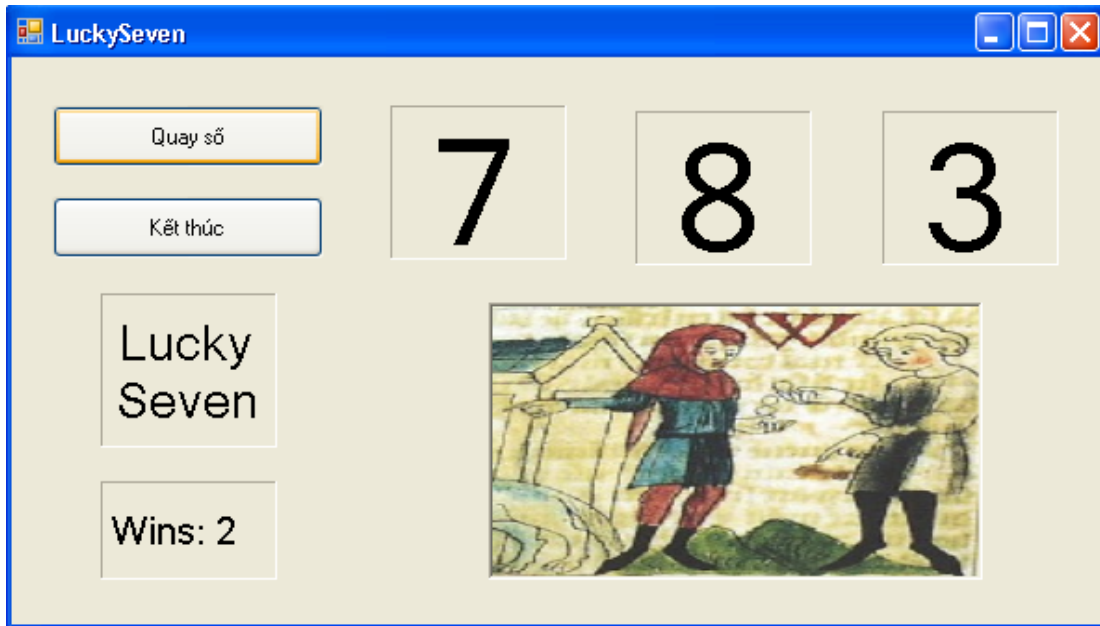 LuckySeven
Quay số
Kết thúc
7 8 3
Lucky
Seven
Wins: 2
W